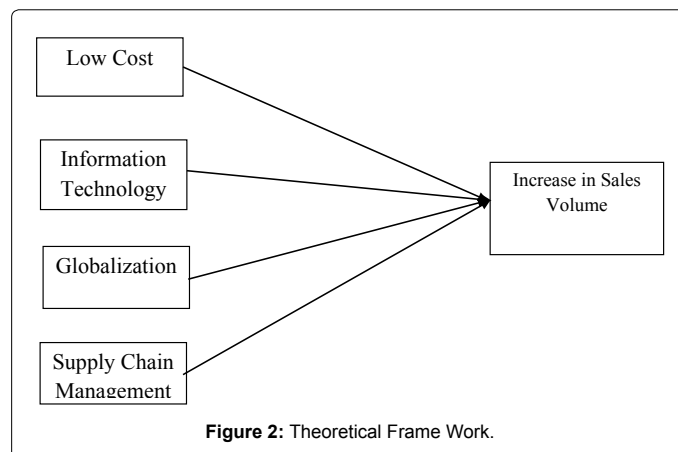 Low Cost
Information
Technology
Globalization
Supply Chain
Management
Increase in Sales
Volume
Figure 2: Theoretical Frame Work.